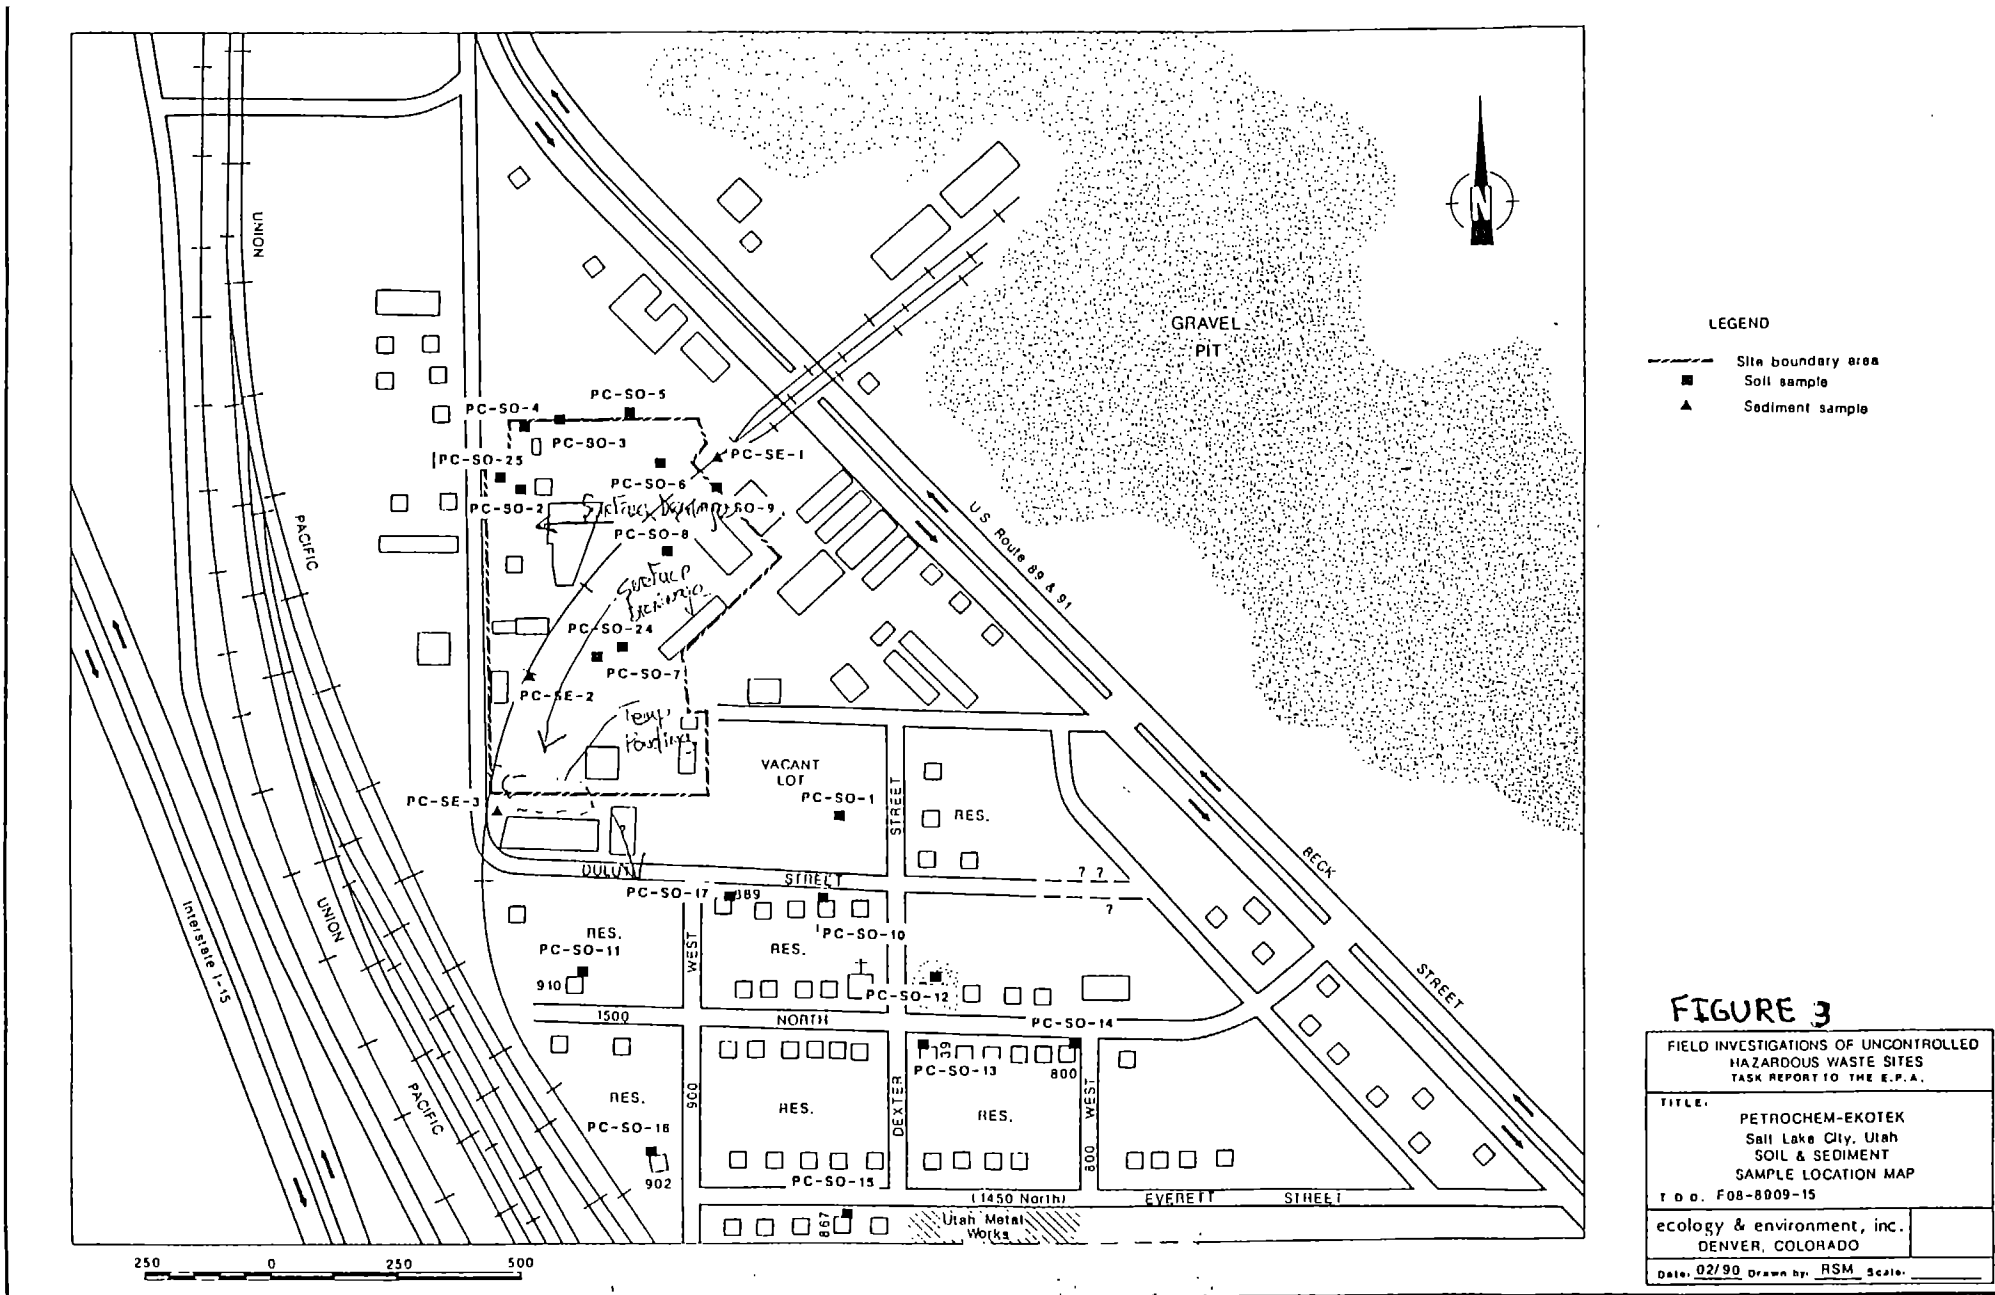 UNION
GRAVEL
PIT
LEGEND
Site boundary area
Soil sample
Sediment sample
N
PC-SO-5
PC-SO-4
PC-SO-3
PC-SE-1
PC-SO-25
PC-SO-6
PC-SO-2
Surface
SO-9
PC-SO-8
PACIFIC
U.S. Route 89 & 91
Surface
Drainage
PC-SO-24
PC-SO-7
PC-SE-2
Temp
Ponding
VACANT
LOT
PC-SE-3
PC-SO-1
STREET
RES.
?
DULUTH
STREET
? ?
?
BECK
PC-SO-17
889
Interstate I-15
UNION
RES.
PC-SO-11
WEST
RES.
PC-SO-10
910
PC-SO-12
STREET
1500
NORTH
PC-SO-14
PC-SO-13
800
PACIFIC
RES.
900
RES.
DEXTER
RES.
800 WEST
PC-SO-16
902
PC-SO-15
(1450 North)
EVERETT
STREET
867
Utah Metal
Works
250
0
250
500
FIGURE 3
FIELD INVESTIGATIONS OF UNCONTROLLED
HAZARDOUS WASTE SITES
TASK REPORT TO THE E.P.A.
TITLE:
PETROCHEM-EKOTEK
Salt Lake City, Utah
SOIL & SEDIMENT
SAMPLE LOCATION MAP
T D D. F08-8909-15
ecology & environment, inc.
DENVER, COLORADO
Date: 02/90 Drawn by: RSM Scale: